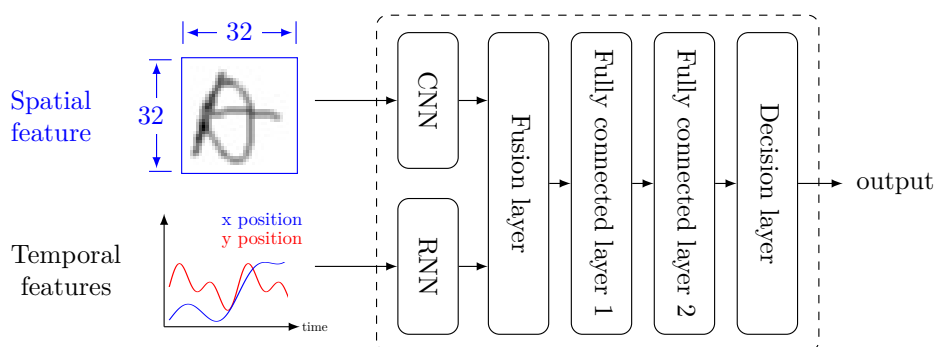 32
32
Spatial
feature
x position
y position
time
Temporal
features
CNN
RNN
Fusion layer
Fully connected layer 1
Fully connected layer 2
Decision layer
output